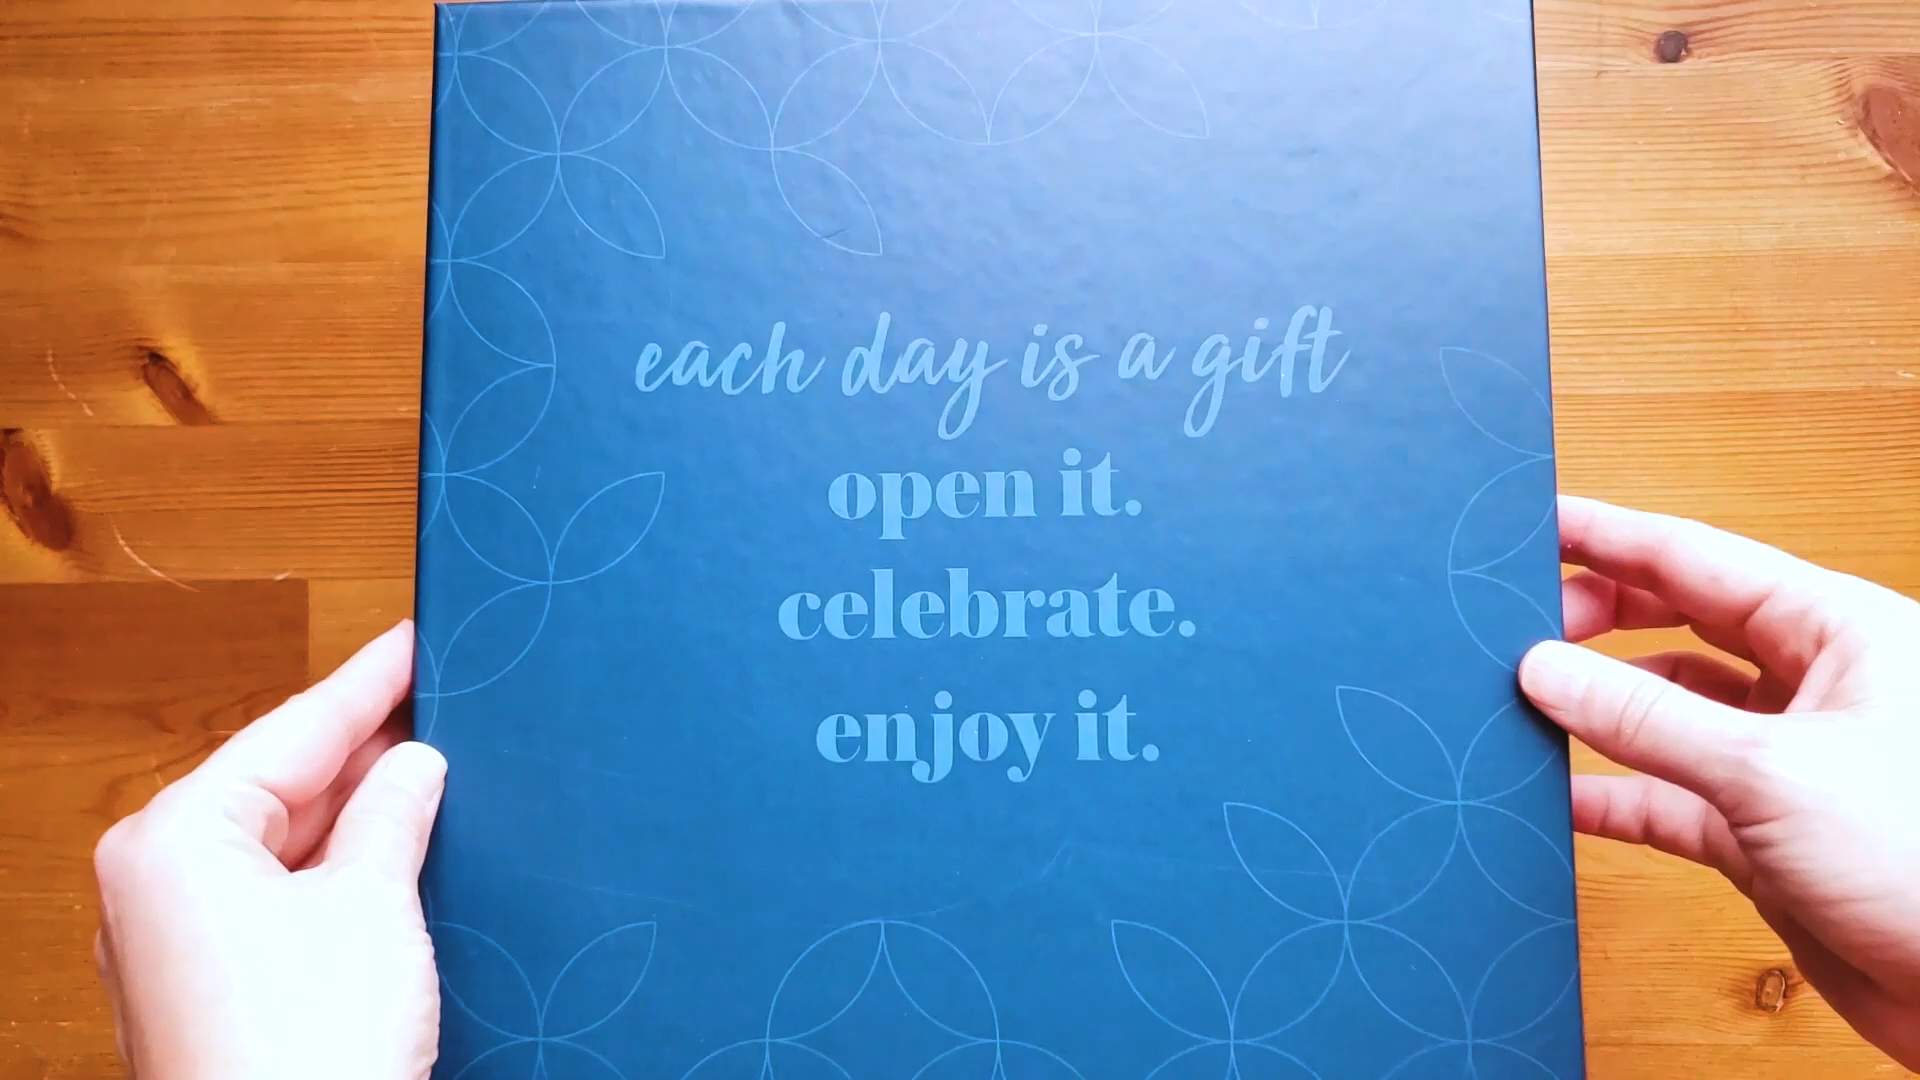 each day is a gift
open it.
celebrate.
enjoy it.